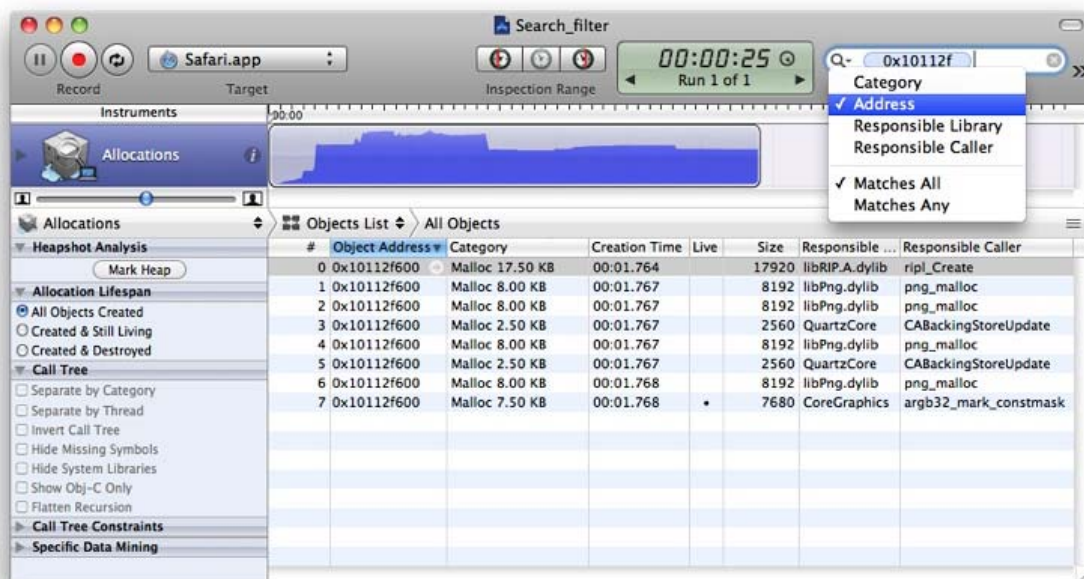 Search_filter
Safari.app
00:00:25
Run 1 of 1
0x10112f
Record
Target
Inspection Range
Category
✓ Address
Responsible Library
Responsible Caller
✓ Matches All
Matches Any
Instruments
00:00
Allocations
Allocations
Objects List
All Objects
Heapshot Analysis
Mark Heap
Allocation Lifespan
All Objects Created
Created & Still Living
Created & Destroyed
Call Tree
Separate by Category
Separate by Thread
Invert Call Tree
Hide Missing Symbols
Hide System Libraries
Show Obj-C Only
Flatten Recursion
Call Tree Constraints
Specific Data Mining
# Object Address Category Creation Time Live Size Responsible ... Responsible Caller
0 0x10112f600 Malloc 17.50 KB 00:01.764 17920 libRIP.A.dylib ripl_Create
1 0x10112f600 Malloc 8.00 KB 00:01.767 8192 libPng.dylib png_malloc
2 0x10112f600 Malloc 8.00 KB 00:01.767 8192 libPng.dylib png_malloc
3 0x10112f600 Malloc 2.50 KB 00:01.767 2560 QuartzCore CABackingStoreUpdate
4 0x10112f600 Malloc 8.00 KB 00:01.767 8192 libPng.dylib png_malloc
5 0x10112f600 Malloc 2.50 KB 00:01.767 2560 QuartzCore CABackingStoreUpdate
6 0x10112f600 Malloc 8.00 KB 00:01.768 8192 libPng.dylib png_malloc
7 0x10112f600 Malloc 7.50 KB 00:01.768 • 7680 CoreGraphics argb32_mark_constmask